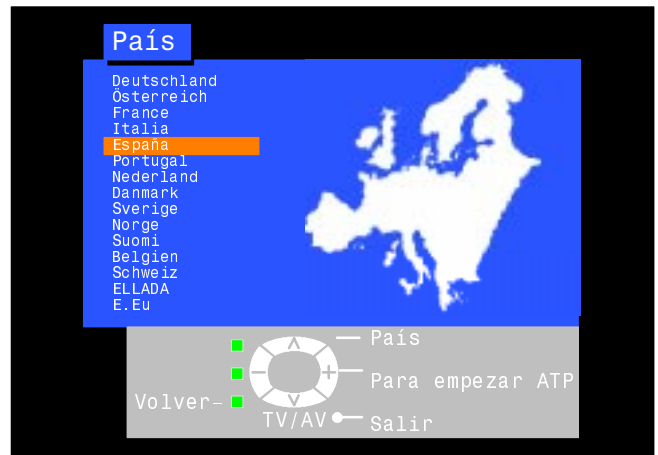 País
Deutschland
Österreich
France
Italia
España
Portugal
Nederland
Danmark
Sverige
Norge
Suomi
Belgien
Schweiz
ELLADA
E.Eu
País
Para empezar ATP
Volver-
TV/AV
Salir